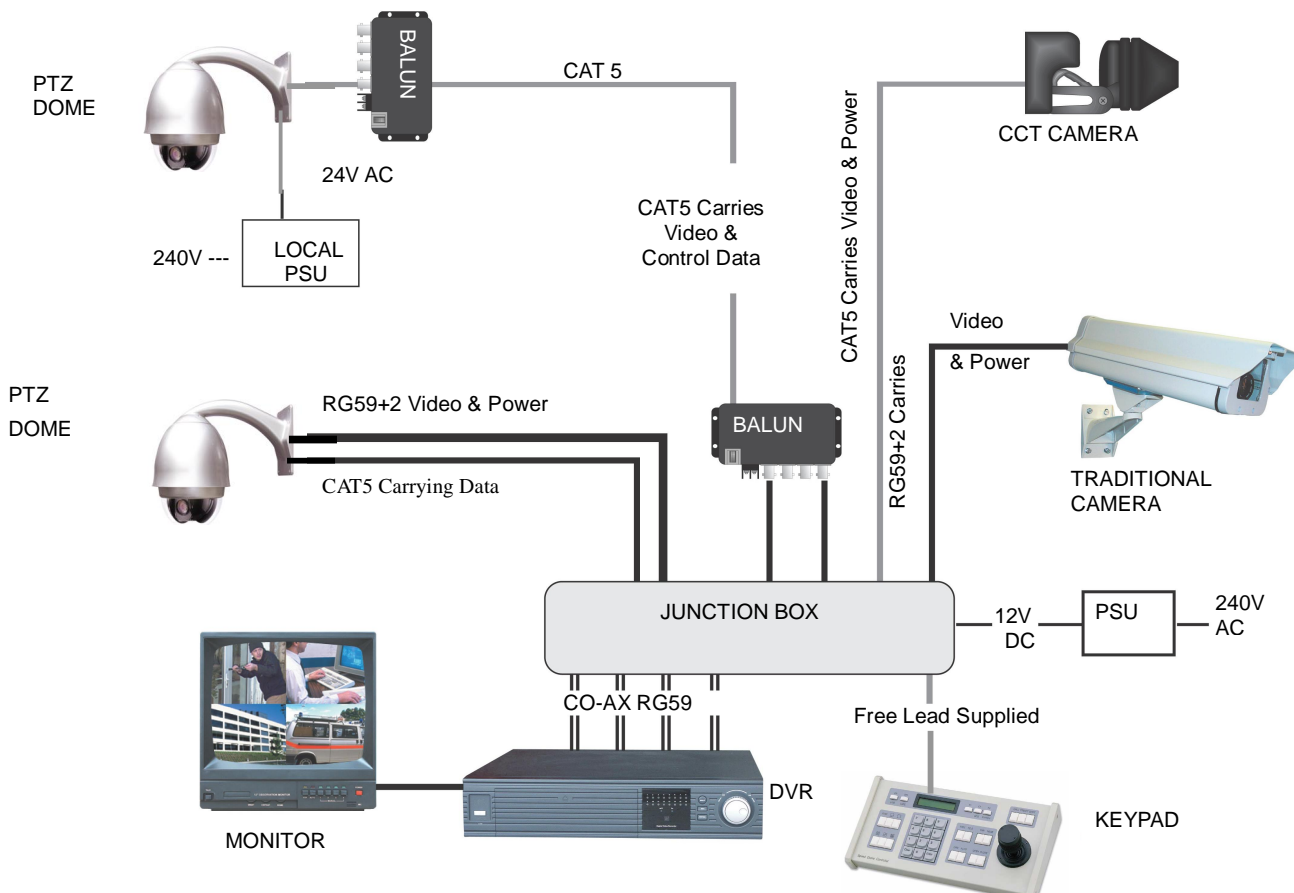 PTZ
DOME
BALUN
CAT 5
24V AC
240V ---
LOCAL
PSU
CAT5 Carries
Video &
Control Data
CAT5 Carries Video & Power
CCT CAMERA
RG59+2 Carries
Video
& Power
TRADITIONAL
CAMERA
PTZ
DOME
RG59+2 Video & Power
CAT5 Carrying Data
BALUN
JUNCTION BOX
12V
DC
PSU
240V
AC
CO-AX RG59
Free Lead Supplied
MONITOR
DVR
KEYPAD